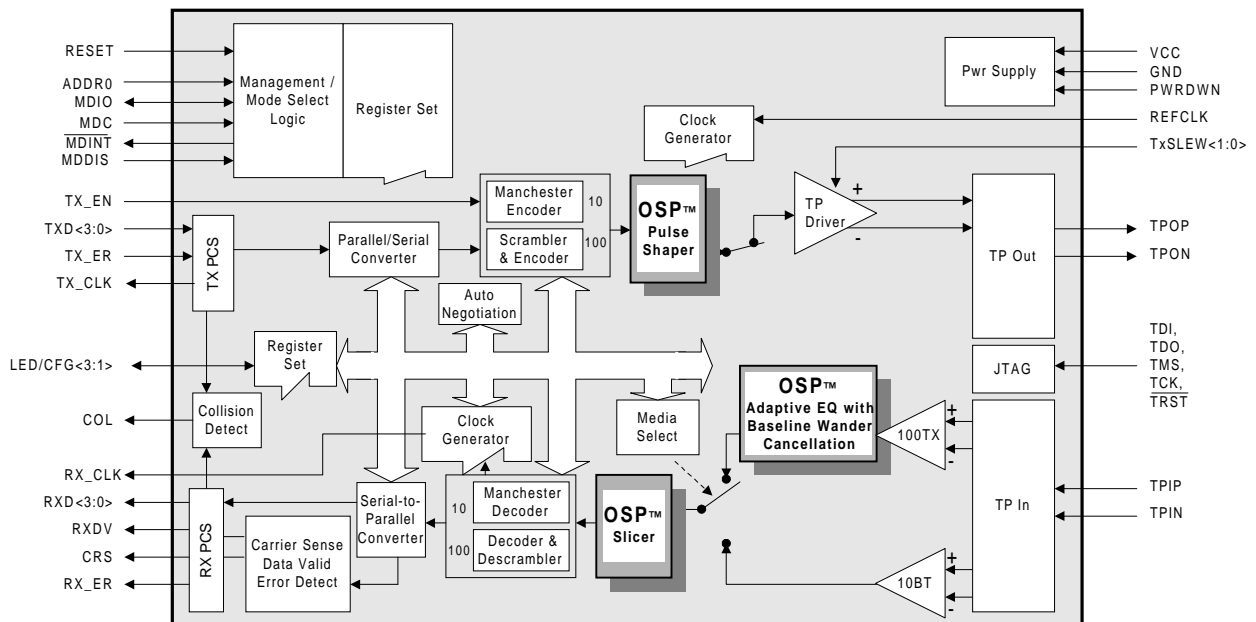 RESET
ADDR0
MDIO
MDC
MDINT
MDDIS
Management /
Mode Select
Logic
Register Set
Pwr Supply
VCC
GND
PWRDWN
REFCLK
TxSLEW<1:0>
Clock
Generator
TX_EN
TXD<3:0>
TX_ER
TX_CLK
TX PCS
Parallel/Serial
Converter
Manchester
Encoder
10
Scrambler
& Encoder
100
OSP™
Pulse
Shaper
TP
Driver
+
-
TP Out
TPOP
TPON
Auto
Negotiation
LED/CFG<3:1>
Register
Set
JTAG
TDI,
TDO,
TMS,
TCK,
TRST
COL
Collision
Detect
Clock
Generator
Media
Select
OSP™
Adaptive EQ with
Baseline Wander
Cancellation
100TX
+
-
RX_CLK
RXD<3:0>
RXDV
CRS
RX_ER
RX PCS
Carrier Sense
Data Valid
Error Detect
Serial-to-
Parallel
Converter
10
Manchester
Decoder
100
Decoder &
Descrambler
OSP™
Slicer
10BT
+
-
TP In
TPIP
TPIN